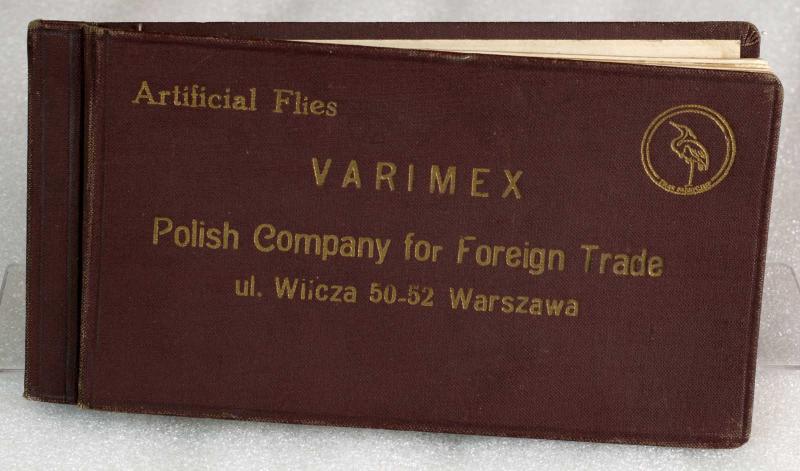 Artificial Flies
VARIMEX
Polish Company for Foreign Trade
ul. Wilcza 50-52 Warszawa